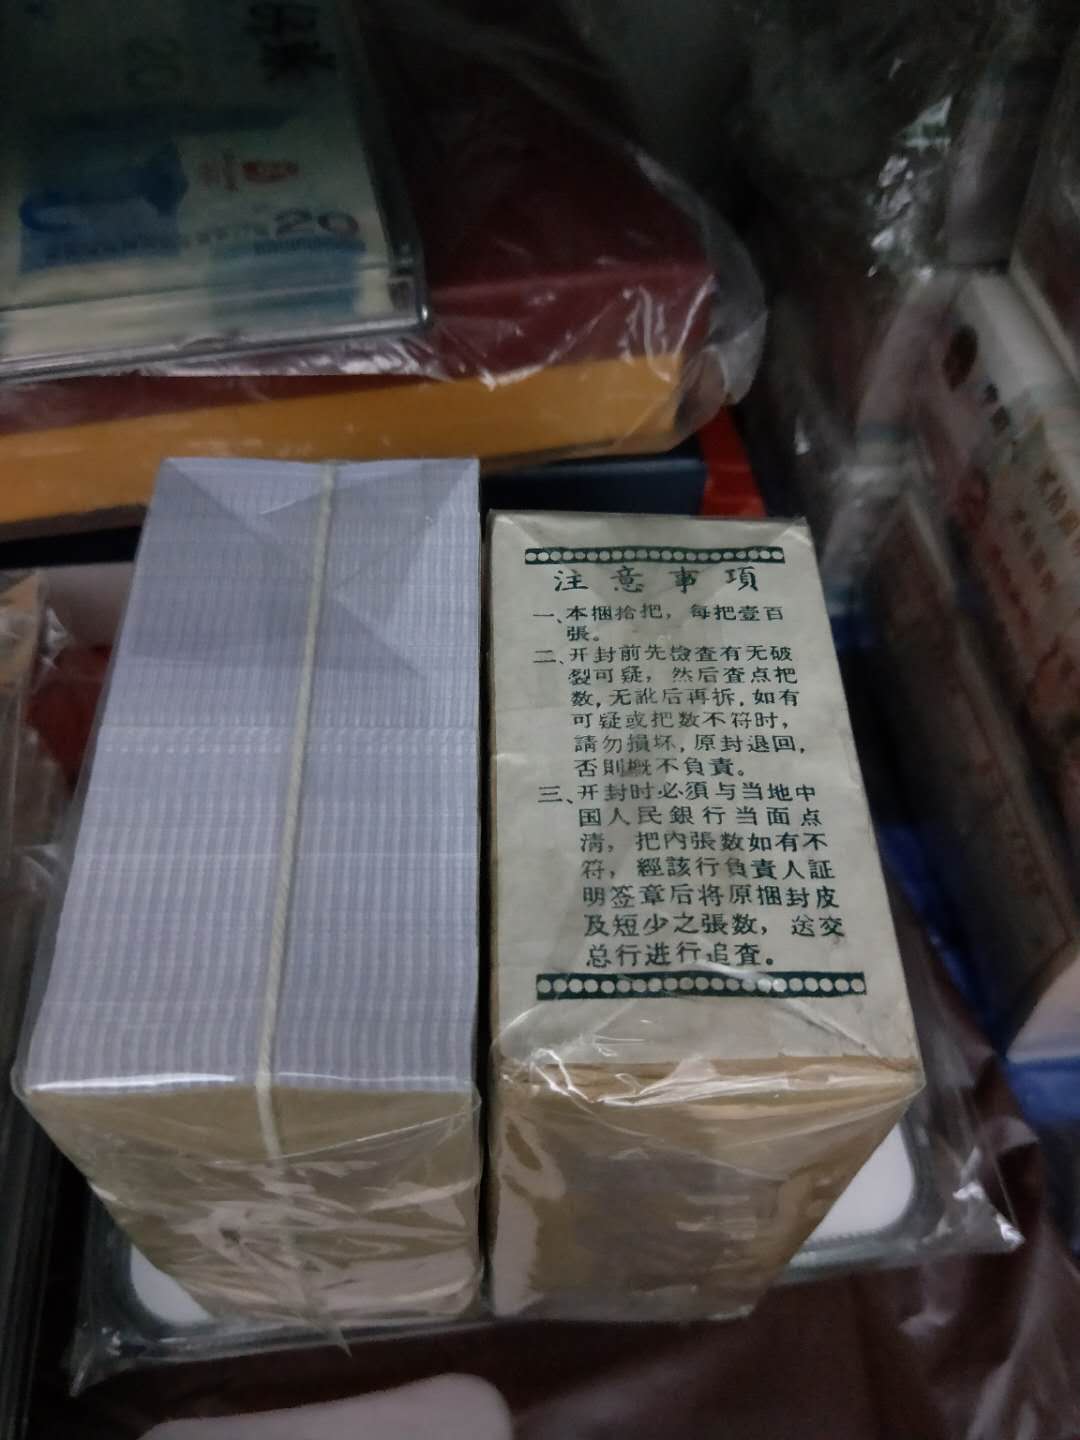 20
注意事項
一、本捆拾把，每把壹百
張。
二、开封前先檢查有无破
裂可疑，然后査点把
数，无訛后再拆，如有
可疑或把数不符时，
請勿損坏，原封退回，
否則概不負責。
三、开封时必須与当地中
国人民銀行当面点
清，把內張数如有不
符，經該行負責人証
明签章后将原捆封皮
及短少之張数，送交
总行进行追査。